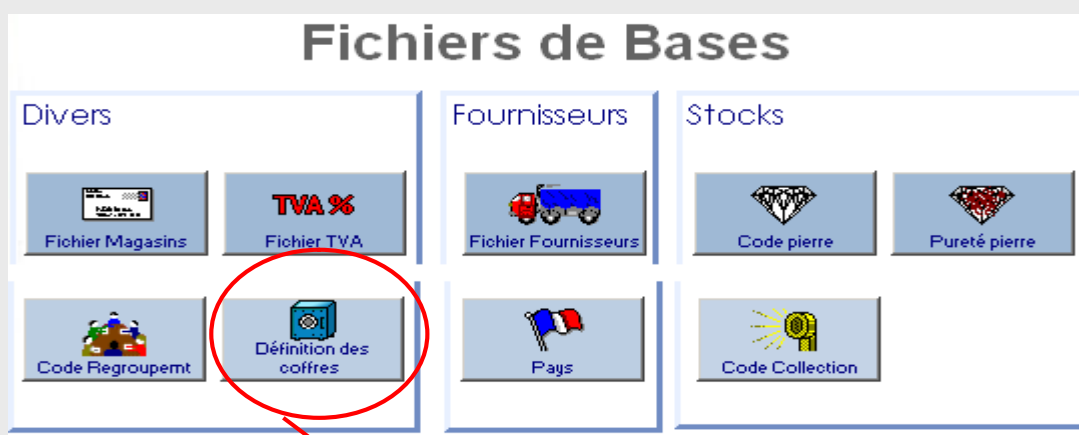 Fichiers de Bases
Divers
Fournisseurs
Stocks
TVA %
Fichier Magasins
Fichier TVA
Fichier Fournisseurs
Code pierre
Pureté pierre
Code Regroupemt
Définition des
coffres
Pays
Code Collection